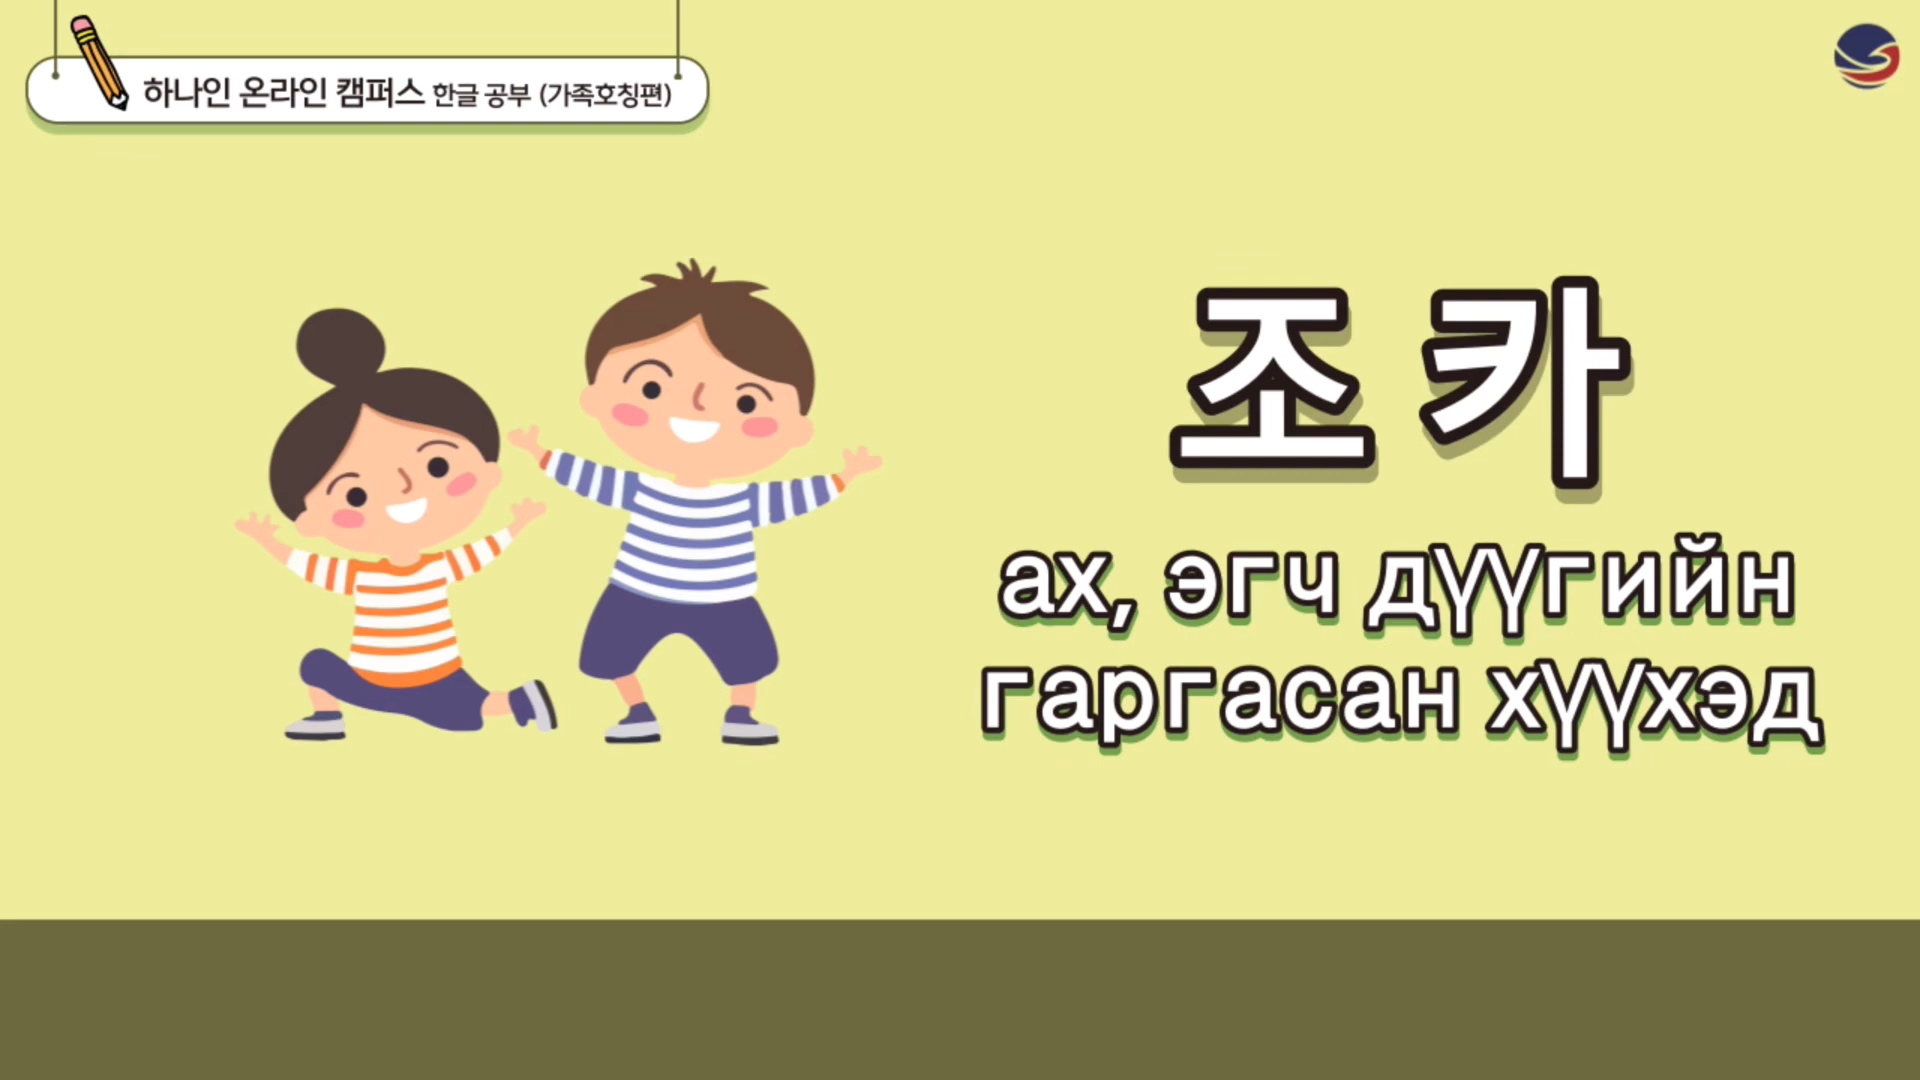 하나인 온라인 캠퍼스 한글 공부 (가족호칭편)
조카
ах, эгч дүүгийн
гаргасан хүүхэд